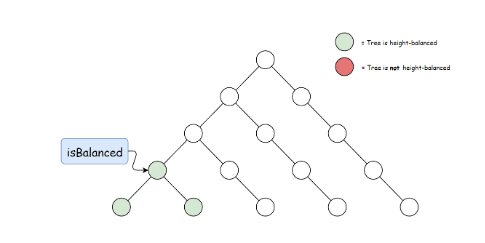 = Tree is height-balanced
= Tree is not height-balanced
isBalanced